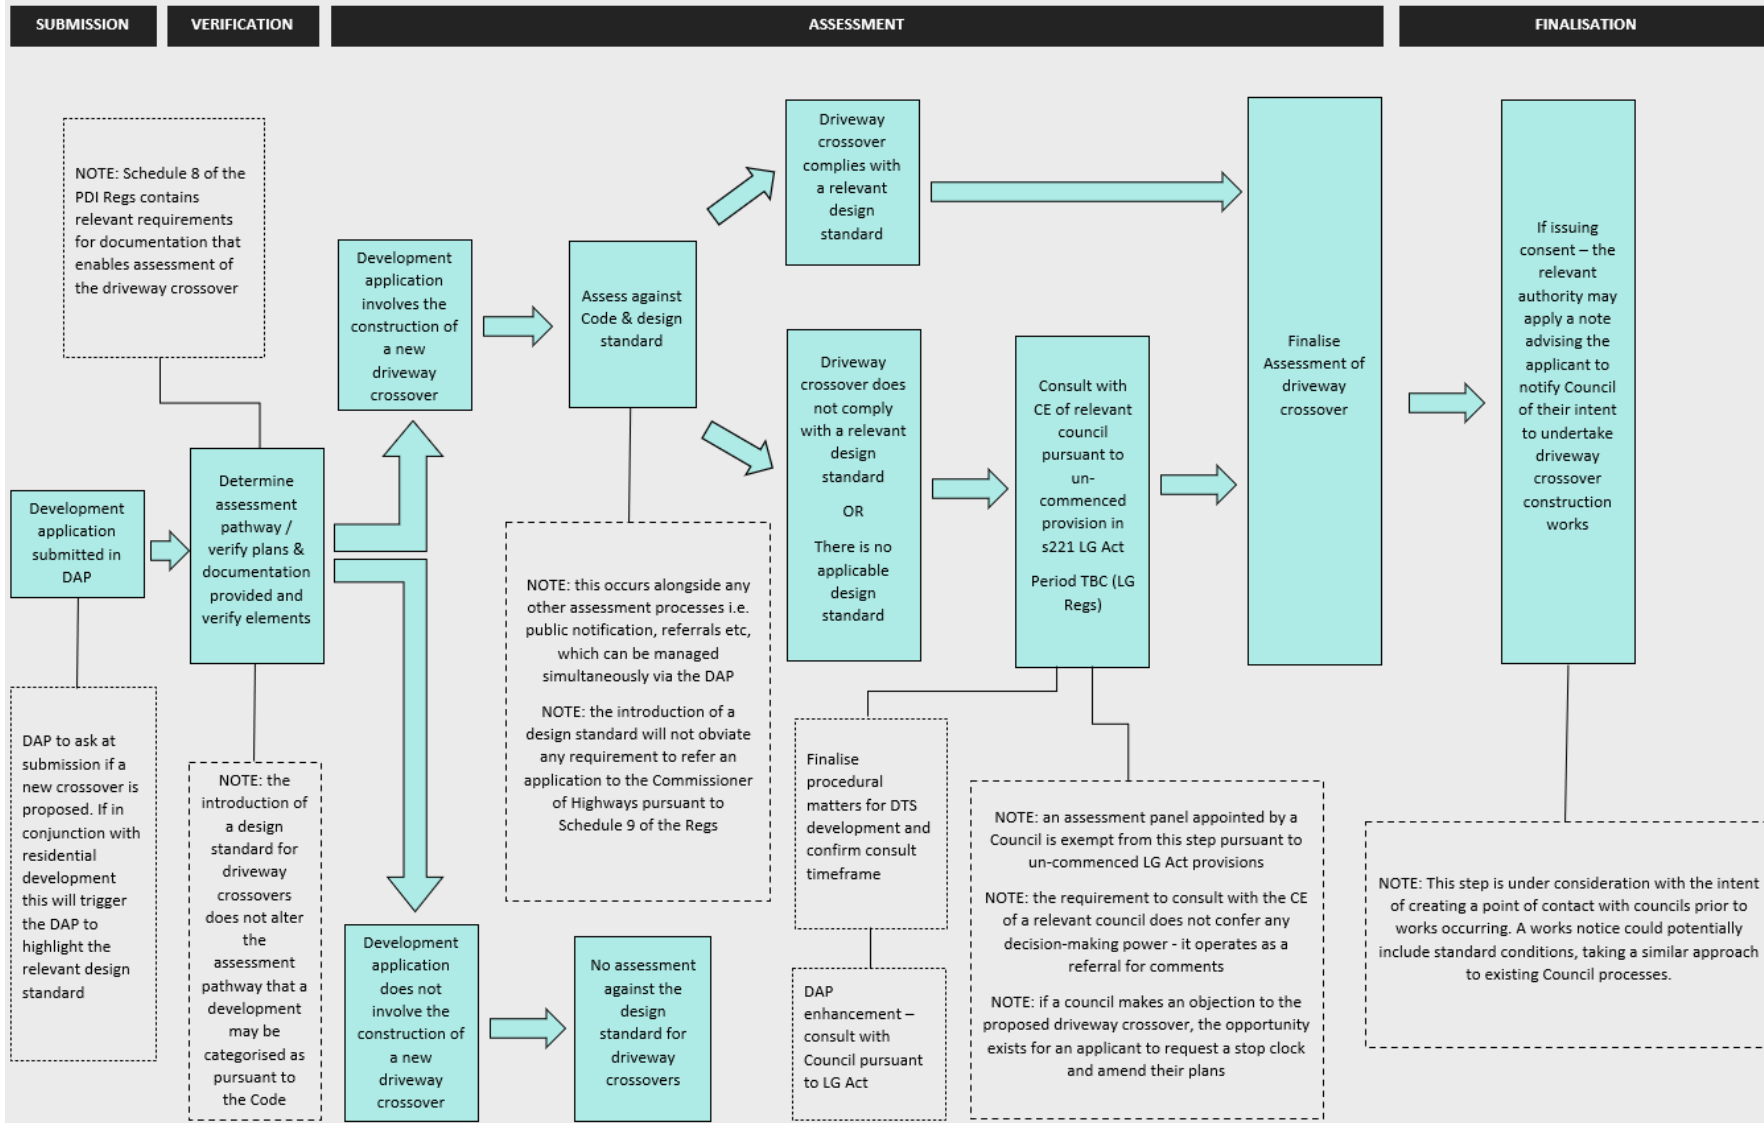 SUBMISSION
VERIFICATION
ASSESSMENT
FINALISATION
NOTE: Schedule 8 of the
PDI Regs contains
relevant requirements
for documentation that
enables assessment of
the driveway crossover
Development
application
submitted in
DAP
DAP to ask at
submission if a
new crossover is
proposed. If in
conjunction with
residential
development
this will trigger
the DAP to
highlight the
relevant design
standard
Determine
assessment
pathway /
verify plans &
documentation
provided and
verify elements
NOTE: the
introduction of
a design
standard for
driveway
crossovers
does not alter
the
assessment
pathway that a
development
may be
categorised as
pursuant to
the Code
Development
application
involves the
construction of
a new
driveway
crossover
Assess against
Code & design
standard
NOTE: this occurs alongside any
other assessment processes i.e.
public notification, referrals etc,
which can be managed
simultaneously via the DAP
NOTE: the introduction of a
design standard will not obviate
any requirement to refer an
application to the Commissioner
of Highways pursuant to
Schedule 9 of the Regs
Development
application
does not
involve the
construction of
a new
driveway
crossover
No assessment
against the
design
standard for
driveway
crossovers
Driveway
crossover
complies with
a relevant
design
standard
Driveway
crossover does
not comply
with a relevant
design
standard
OR
There is no
applicable
design
standard
Consult with
CE of relevant
council
pursuant to
un-
commenced
provision in
s221 LG Act
Period TBC (LG
Regs)
Finalise
procedural
matters for DTS
development and
confirm consult
timeframe
DAP
enhancement –
consult with
Council pursuant
to LG Act
NOTE: an assessment panel appointed by a
Council is exempt from this step pursuant to
un-commenced LG Act provisions
NOTE: the requirement to consult with the CE
of a relevant council does not confer any
decision-making power - it operates as a
referral for comments
NOTE: if a council makes an objection to the
proposed driveway crossover, the opportunity
exists for an applicant to request a stop clock
and amend their plans
Finalise
Assessment of
driveway
crossover
If issuing
consent – the
relevant
authority may
apply a note
advising the
applicant to
notify Council
of their intent
to undertake
driveway
crossover
construction
works
NOTE: This step is under consideration with the intent
of creating a point of contact with councils prior to
works occurring. A works notice could potentially
include standard conditions, taking a similar approach
to existing Council processes.